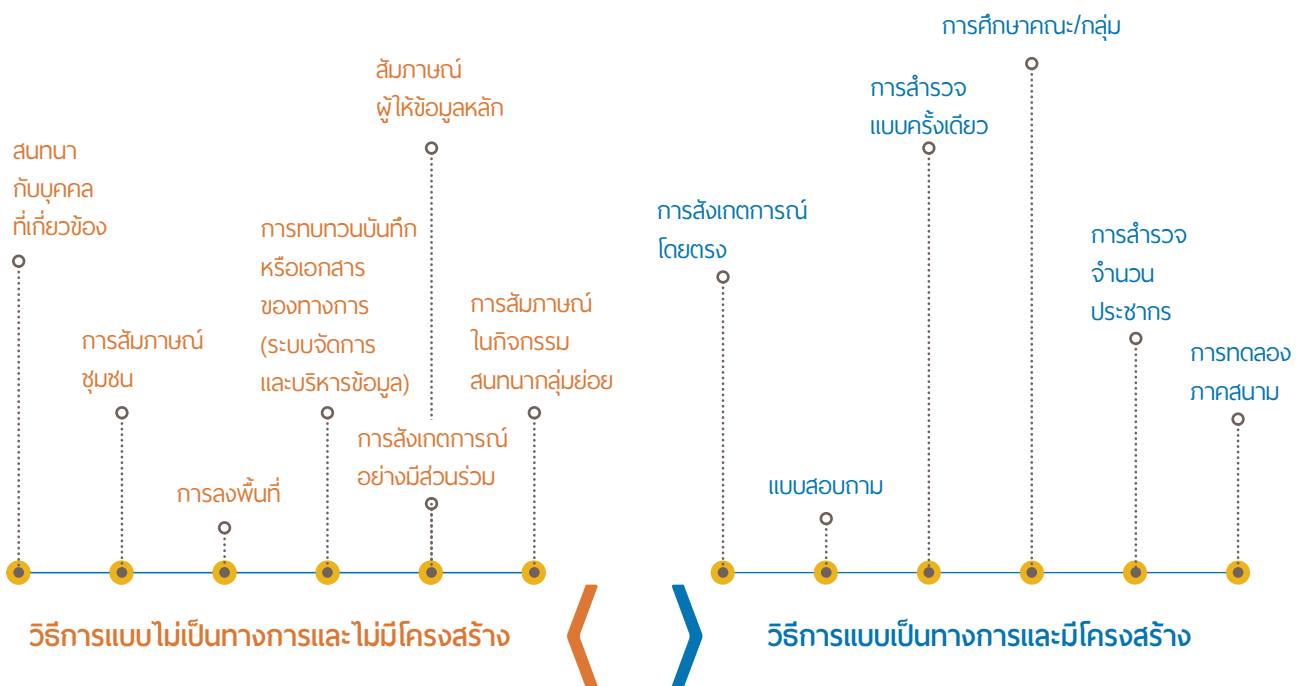 สนทนา
กับบุคคล
ที่เกี่ยวข้อง
การสัมภาษณ์
ชุมชน
การลงพื้นที่
การทบทวนบันทึก
หรือเอกสาร
ของทางการ
(ระบบจัดการ
และบริหารข้อมูล)
สัมภาษณ์
ผู้ให้ข้อมูลหลัก
การสังเกตการณ์
อย่างมีส่วนร่วม
การสัมภาษณ์
ในกิจกรรม
สนทนากลุ่มย่อย
วิธีการแบบไม่เป็นทางการและไม่มีโครงสร้าง
การสังเกตการณ์
โดยตรง
แบบสอบถาม
การสำรวจ
แบบครั้งเดียว
การศึกษาคณะ/กลุ่ม
การสำรวจ
จำนวน
ประชากร
การทดลอง
ภาคสนาม
วิธีการแบบเป็นทางการและมีโครงสร้าง